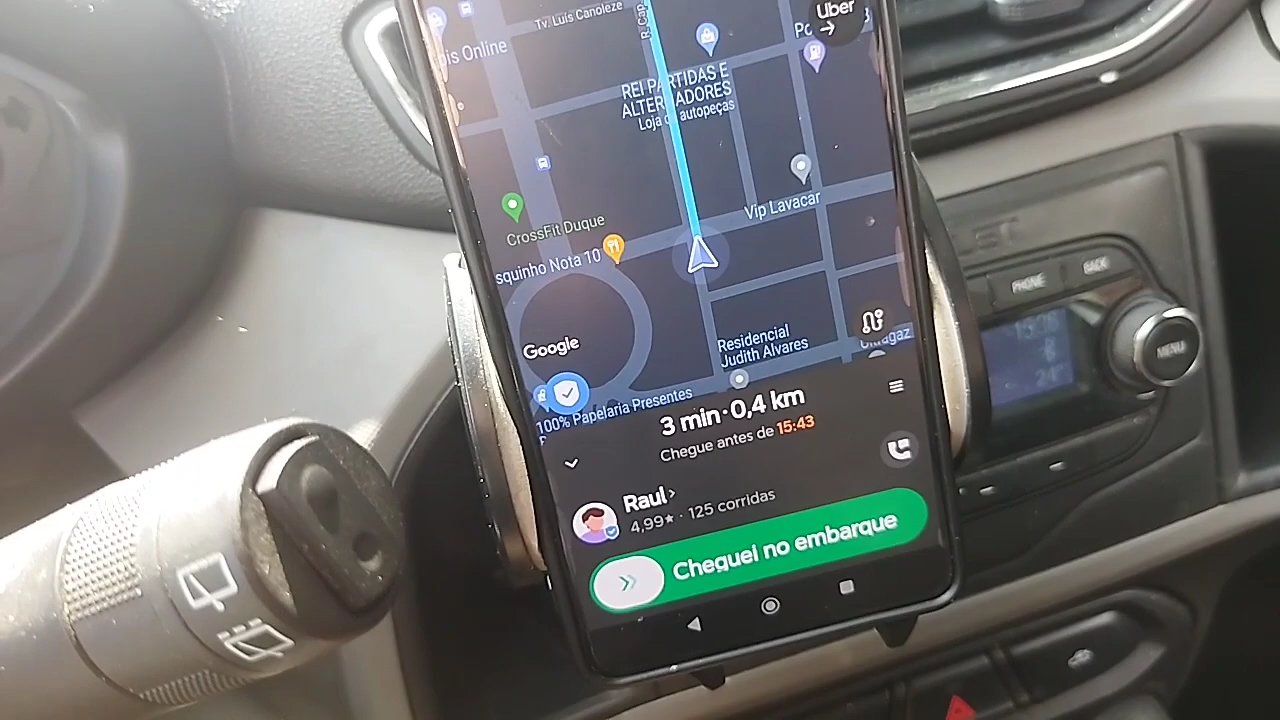 Tv. Luis Canoleze
R. Cap
Uber
Online
REI PARTIDAS E
ALTERNADORES
Loja de autopeças
CrossFit Duque
Vip Lavacar
squinho Nota 10
Google
Residencial
Judith Alvares
100% Papelaria Presentes
3 min·0,4 km
Chegue antes de 15:43
Raul
4,99★ · 125 corridas
Cheguei no embarque
PHONE
BACK
MENU